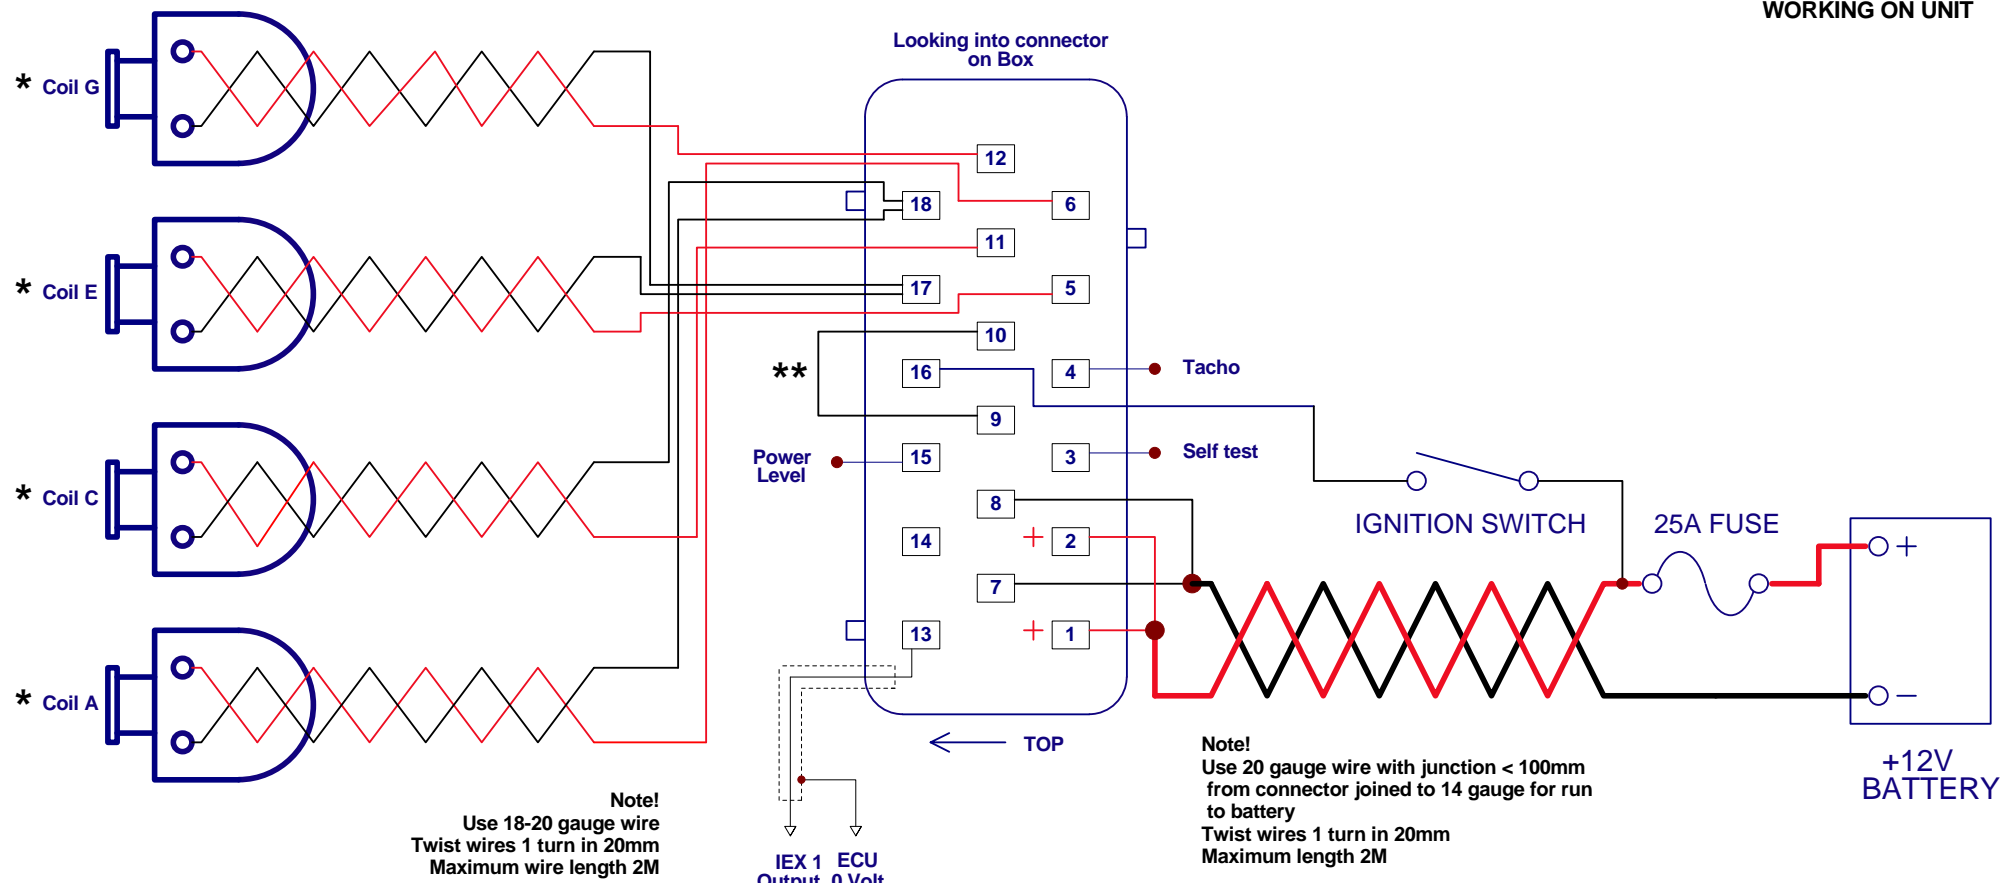 WORKING ON UNIT
Looking into connector
on Box
* Coil G
12
18
6
11
* Coil E
17
5
10
**
16
4
Tacho
9
Power
Level
15
3
Self test
* Coil C
8
IGNITION SWITCH
25A FUSE
14
+ 2
+
7
13
+ 1
* Coil A
−
TOP
+12V
BATTERY
Note!
Use 18-20 gauge wire
Twist wires 1 turn in 20mm
Maximum wire length 2M
IEX 1
Output
ECU
0 Volt
Note!
Use 20 gauge wire with junction < 100mm
from connector joined to 14 gauge for run
to battery
Twist wires 1 turn in 20mm
Maximum length 2M